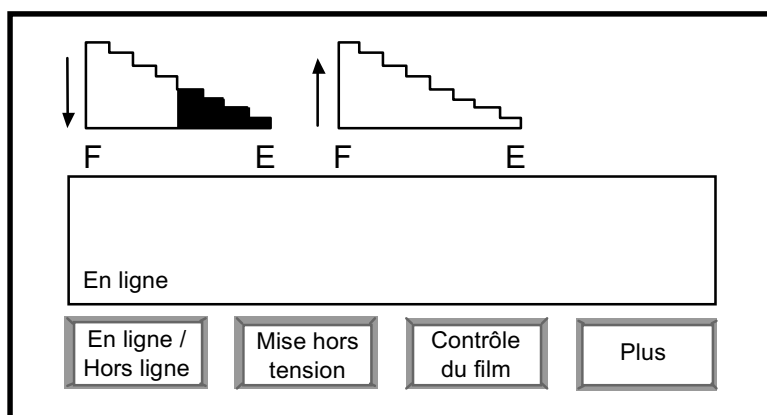 F E F E
En ligne
En ligne /
Hors ligne
Mise hors
tension
Contrôle
du film
Plus